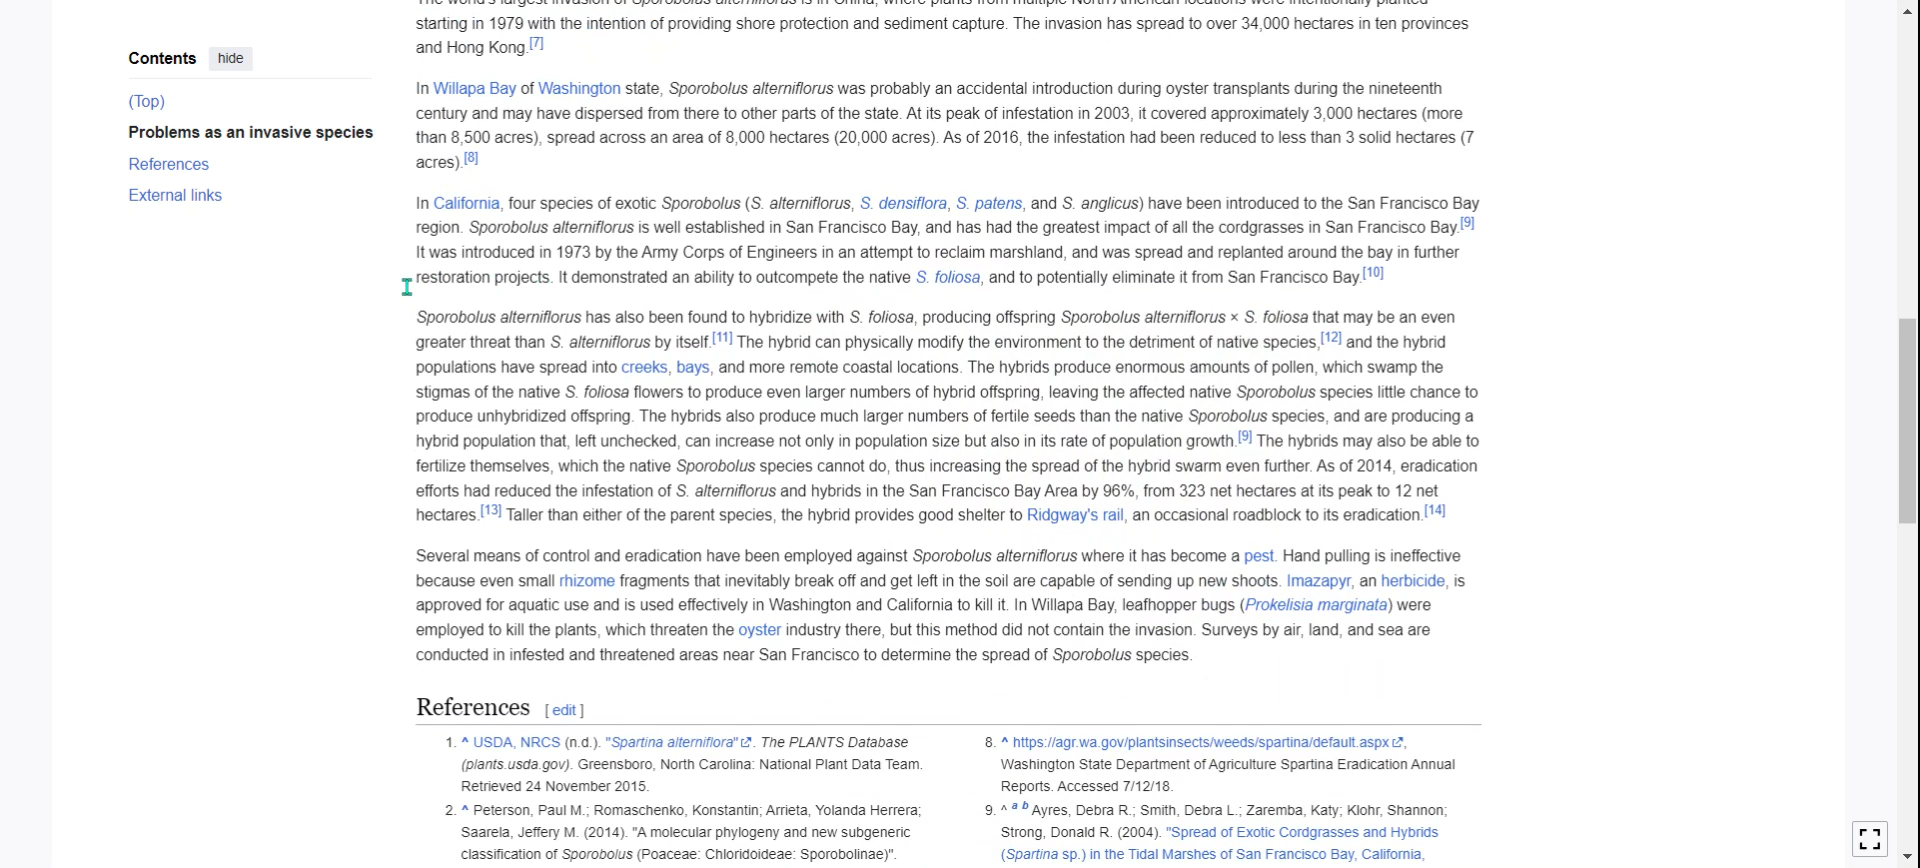 The world's largest invasion of Sporobolus alterniflorus is in China, where plants from multiple North American locations were intentionally planted
starting in 1979 with the intention of providing shore protection and sediment capture. The invasion has spread to over 34,000 hectares in ten provinces
and Hong Kong.[7]
Contents hide
(Top)
Problems as an invasive species
References
External links
In Willapa Bay of Washington state, Sporobolus alterniflorus was probably an accidental introduction during oyster transplants during the nineteenth
century and may have dispersed from there to other parts of the state. At its peak of infestation in 2003, it covered approximately 3,000 hectares (more
than 8,500 acres), spread across an area of 8,000 hectares (20,000 acres). As of 2016, the infestation had been reduced to less than 3 solid hectares (7
acres).[8]
In California, four species of exotic Sporobolus (S. alterniflorus, S. densiflora, S. patens, and S. anglicus) have been introduced to the San Francisco Bay
region. Sporobolus alterniflorus is well established in San Francisco Bay, and has had the greatest impact of all the cordgrasses in San Francisco Bay.[9]
It was introduced in 1973 by the Army Corps of Engineers in an attempt to reclaim marshland, and was spread and replanted around the bay in further
restoration projects. It demonstrated an ability to outcompete the native S. foliosa, and to potentially eliminate it from San Francisco Bay.[10]
Sporobolus alterniflorus has also been found to hybridize with S. foliosa, producing offspring Sporobolus alterniflorus × S. foliosa that may be an even
greater threat than S. alterniflorus by itself.[11] The hybrid can physically modify the environment to the detriment of native species,[12] and the hybrid
populations have spread into creeks, bays, and more remote coastal locations. The hybrids produce enormous amounts of pollen, which swamp the
stigmas of the native S. foliosa flowers to produce even larger numbers of hybrid offspring, leaving the affected native Sporobolus species little chance to
produce unhybridized offspring. The hybrids also produce much larger numbers of fertile seeds than the native Sporobolus species, and are producing a
hybrid population that, left unchecked, can increase not only in population size but also in its rate of population growth.[9] The hybrids may also be able to
fertilize themselves, which the native Sporobolus species cannot do, thus increasing the spread of the hybrid swarm even further. As of 2014, eradication
efforts had reduced the infestation of S. alterniflorus and hybrids in the San Francisco Bay Area by 96%, from 323 net hectares at its peak to 12 net
hectares.[13] Taller than either of the parent species, the hybrid provides good shelter to Ridgway's rail, an occasional roadblock to its eradication.[14]
Several means of control and eradication have been employed against Sporobolus alterniflorus where it has become a pest. Hand pulling is ineffective
because even small rhizome fragments that inevitably break off and get left in the soil are capable of sending up new shoots. Imazapyr, an herbicide, is
approved for aquatic use and is used effectively in Washington and California to kill it. In Willapa Bay, leafhopper bugs (Prokelisia marginata) were
employed to kill the plants, which threaten the oyster industry there, but this method did not contain the invasion. Surveys by air, land, and sea are
conducted in infested and threatened areas near San Francisco to determine the spread of Sporobolus species.
References [ edit ]
1. ^ USDA, NRCS (n.d.). "Spartina alterniflora". The PLANTS Database
(plants.usda.gov). Greensboro, North Carolina: National Plant Data Team.
Retrieved 24 November 2015.
2. ^ Peterson, Paul M.; Romaschenko, Konstantin; Arrieta, Yolanda Herrera;
Saarela, Jeffery M. (2014). "A molecular phylogeny and new subgeneric
classification of Sporobolus (Poaceae: Chloridoideae: Sporobolinae)".
8. ^ https://agr.wa.gov/plantsinsects/weeds/spartina/default.aspx,
Washington State Department of Agriculture Spartina Eradication Annual
Reports. Accessed 7/12/18.
9. ^ a b Ayres, Debra R.; Smith, Debra L.; Zaremba, Katy; Klohr, Shannon;
Strong, Donald R. (2004). "Spread of Exotic Cordgrasses and Hybrids
(Spartina sp.) in the Tidal Marshes of San Francisco Bay, California,